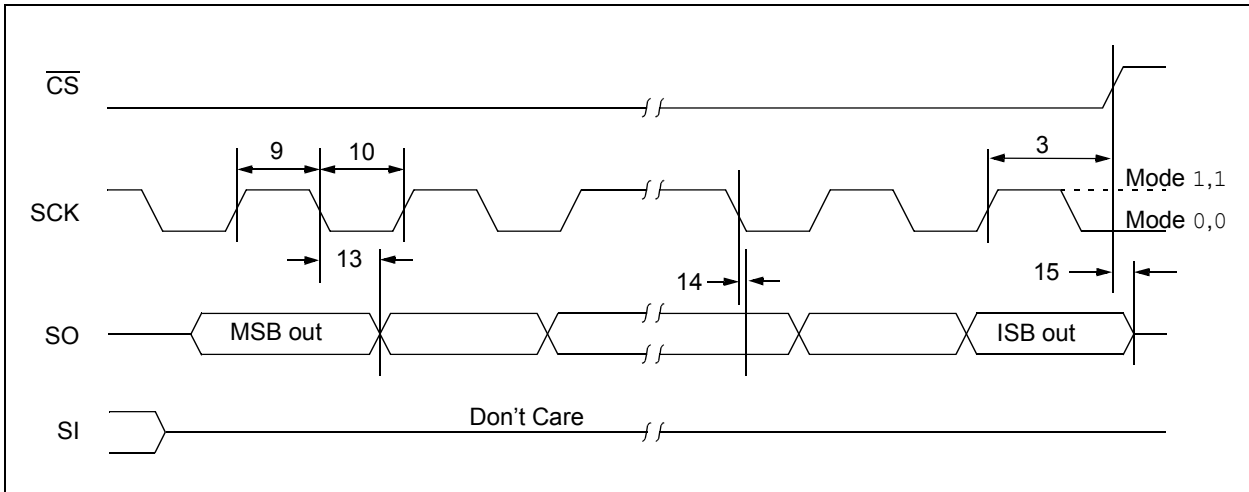 CS
9
10
3
Mode 1,1
SCK
Mode 0,0
13
14
15
SO
MSB out
ISB out
Don't Care
SI